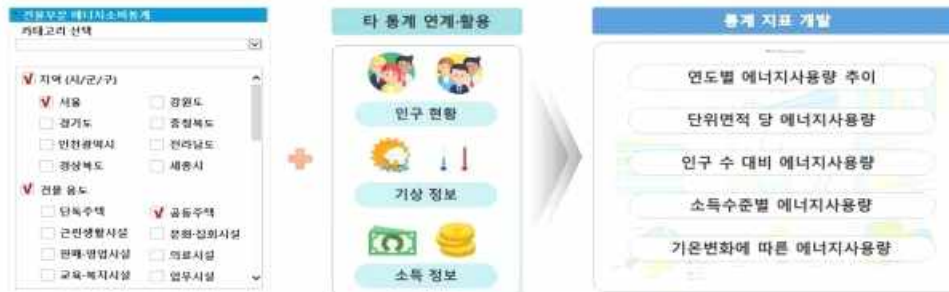 건물부문 에너지소비통계
카테고리 선택
지역 (시/군/구)
서울
강원도
경기도
충청북도
인천광역시
전라남도
경상북도
세종시
건물 용도
단독주택
공동주택
근린생활시설
문화·집회시설
판매·영업시설
의료시설
교육·복지시설
업무시설
타 통계 연계·활용
인구 현황
기상 정보
소득 정보
통계 지표 개발
연도별 에너지사용량 추이
단위면적 당 에너지사용량
인구 수 대비 에너지사용량
소득수준별 에너지사용량
기온변화에 따른 에너지사용량